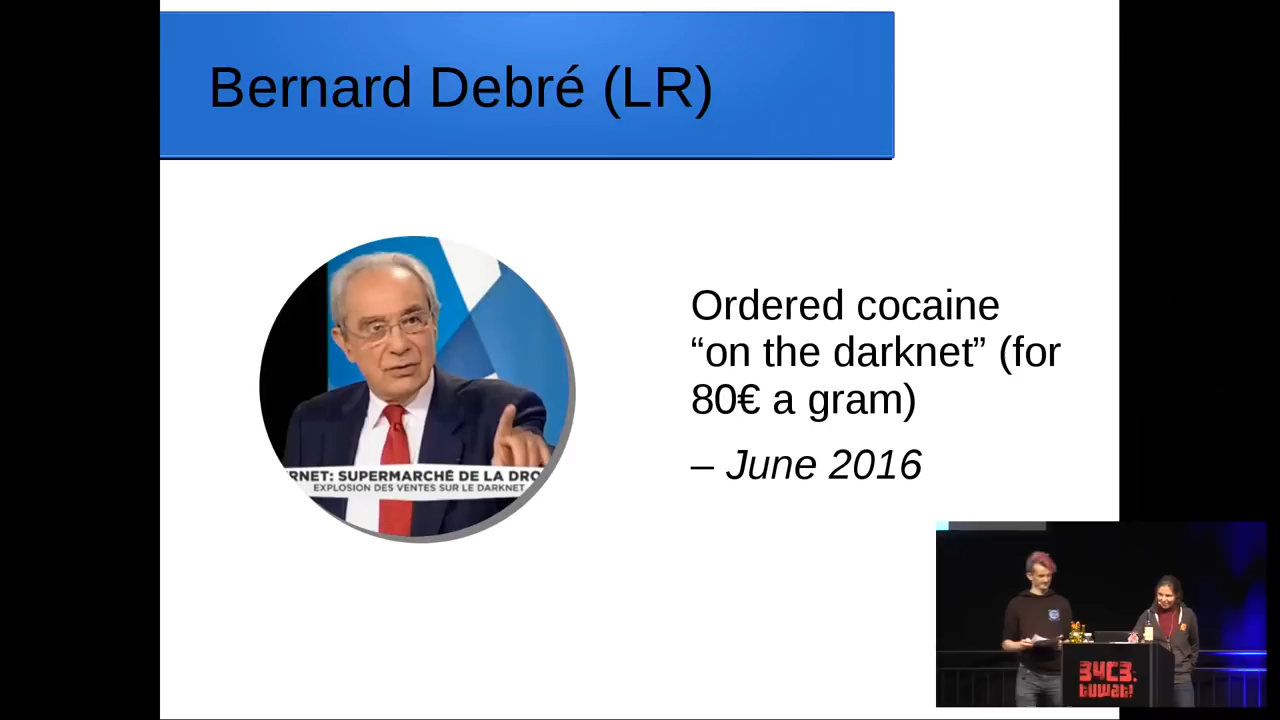 Bernard Debré (LR)
Ordered cocaine
“on the darknet” (for
80€ a gram)
– June 2016
RNET: SUPERMARCHÉ DE LA DRO
EXPLOSION DES VENTES SUR LE DARKNET
34C3.
tuwat!